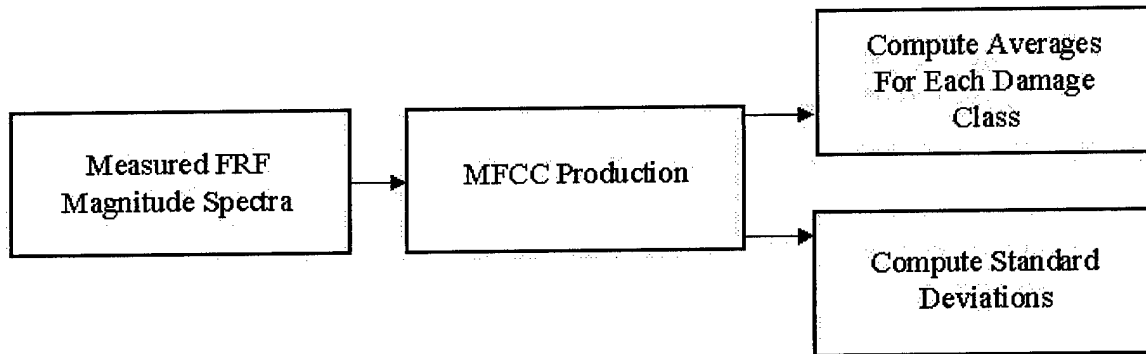 Measured FRF
Magnitude Spectra
MFCC Production
Compute Averages
For Each Damage
Class
Compute Standard
Deviations